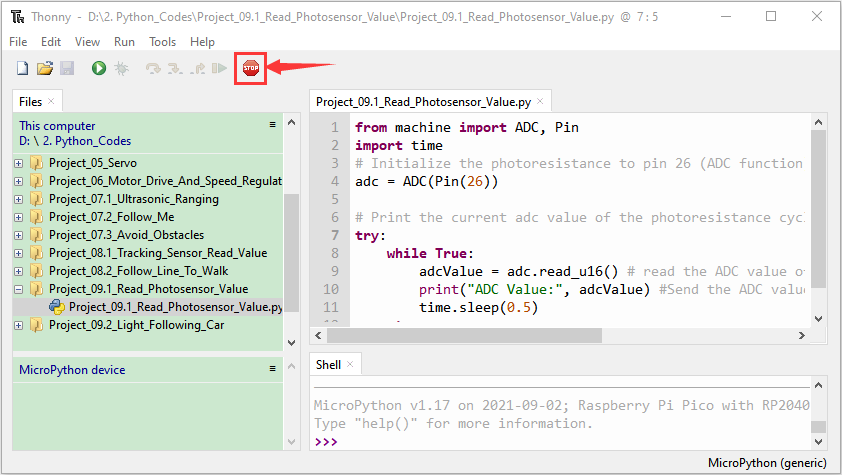 Thonny - D:\2. Python_Codes\Project_09.1_Read_Photosensor_Value\Project_09.1_Read_Photosensor_Value.py @ 7 : 5
File Edit View Run Tools Help
STOP
Files
This computer
D: \ 2. Python_Codes
Project_05_Servo
Project_06_Motor_Drive_And_Speed_Regulat
Project_07.1_Ultrasonic_Ranging
Project_07.2_Follow_Me
Project_07.3_Avoid_Obstacles
Project_08.1_Tracking_Sensor_Read_Value
Project_08.2_Follow_Line_To_Walk
Project_09.1_Read_Photosensor_Value
Project_09.1_Read_Photosensor_Value.py
Project_09.2_Light_Following_Car
MicroPython device
Project_09.1_Read_Photosensor_Value.py
1 from machine import ADC, Pin
2 import time
3 # Initialize the photoresistance to pin 26 (ADC function
4 adc = ADC(Pin(26))
5
6 # Print the current adc value of the photoresistance cyc
7 try:
8 while True:
9 adcValue = adc.read_u16() # read the ADC value o
10 print("ADC Value:", adcValue) #Send the ADC valu
11 time.sleep(0.5)
Shell
MicroPython v1.17 on 2021-09-02; Raspberry Pi Pico with RP2040
Type "help()" for more information.
>>>
MicroPython (generic)